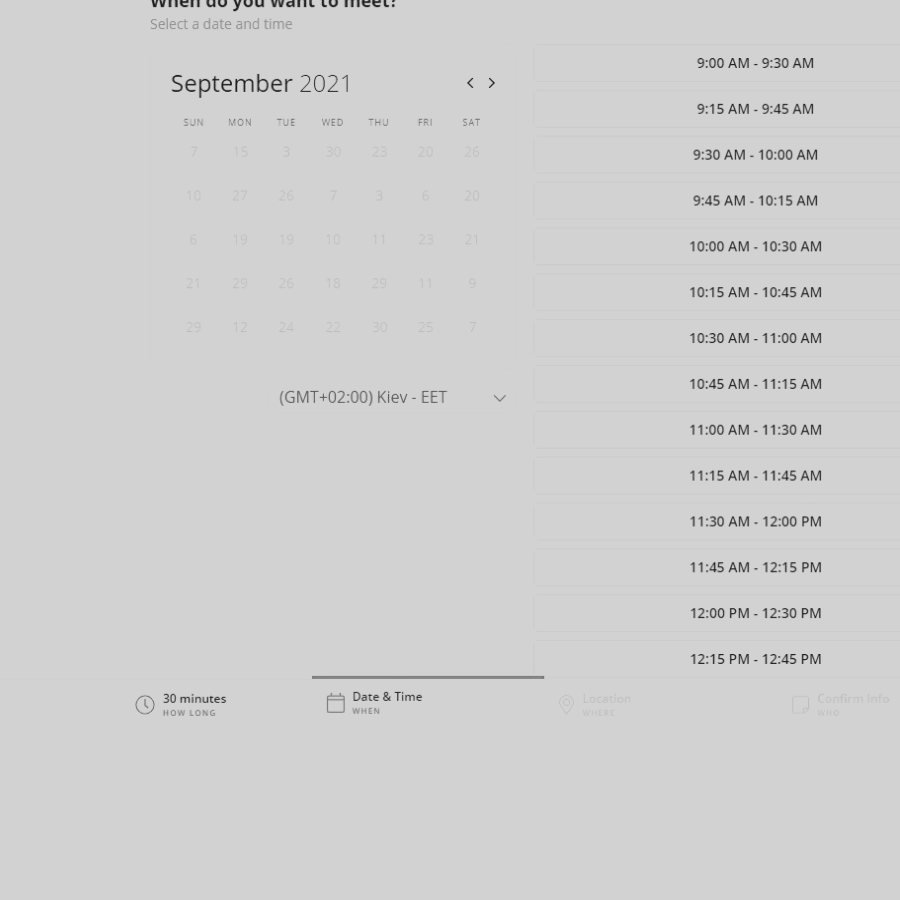 When do you want to meet?
Select a date and time
September 2021
SUN MON TUE WED THU FRI SAT
7 15 3 30 23 20 26
10 27 26 7 3 6 20
6 19 19 10 11 23 21
21 29 26 18 29 11 9
29 12 24 22 30 25 7
(GMT+02:00) Kiev - EET
9:00 AM - 9:30 AM
9:15 AM - 9:45 AM
9:30 AM - 10:00 AM
9:45 AM - 10:15 AM
10:00 AM - 10:30 AM
10:15 AM - 10:45 AM
10:30 AM - 11:00 AM
10:45 AM - 11:15 AM
11:00 AM - 11:30 AM
11:15 AM - 11:45 AM
11:30 AM - 12:00 PM
11:45 AM - 12:15 PM
12:00 PM - 12:30 PM
12:15 PM - 12:45 PM
30 minutes
HOW LONG
Date & Time
WHEN
Location
WHERE
Confirm Info
WHO